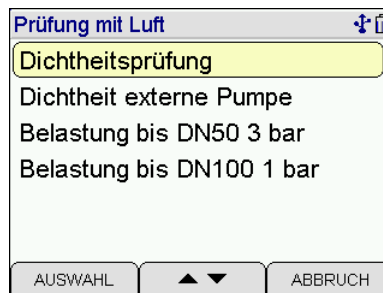 Prüfung mit Luft
Dichtheitsprüfung
Dichtheit externe Pumpe
Belastung bis DN50 3 bar
Belastung bis DN100 1 bar
AUSWAHL ▲ ▼ ABBRUCH